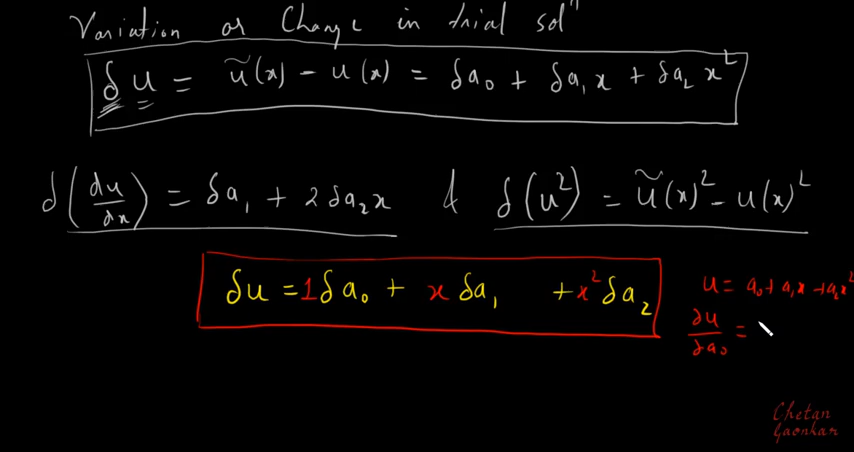 Variation or Change in trial solⁿ
δu = ũ(x) - u(x) = δa₀ + δa₁x + δa₂x²
δ(du/dx) = δa₁ + 2δa₂x & δ(u²) = ũ(x)² - u(x)²
δu = 1δa₀ + xδa₁ + x²δa₂
u = a₀ + a₁x + a₂x²
∂u/∂a₀ =
Chetan
Gaonkar